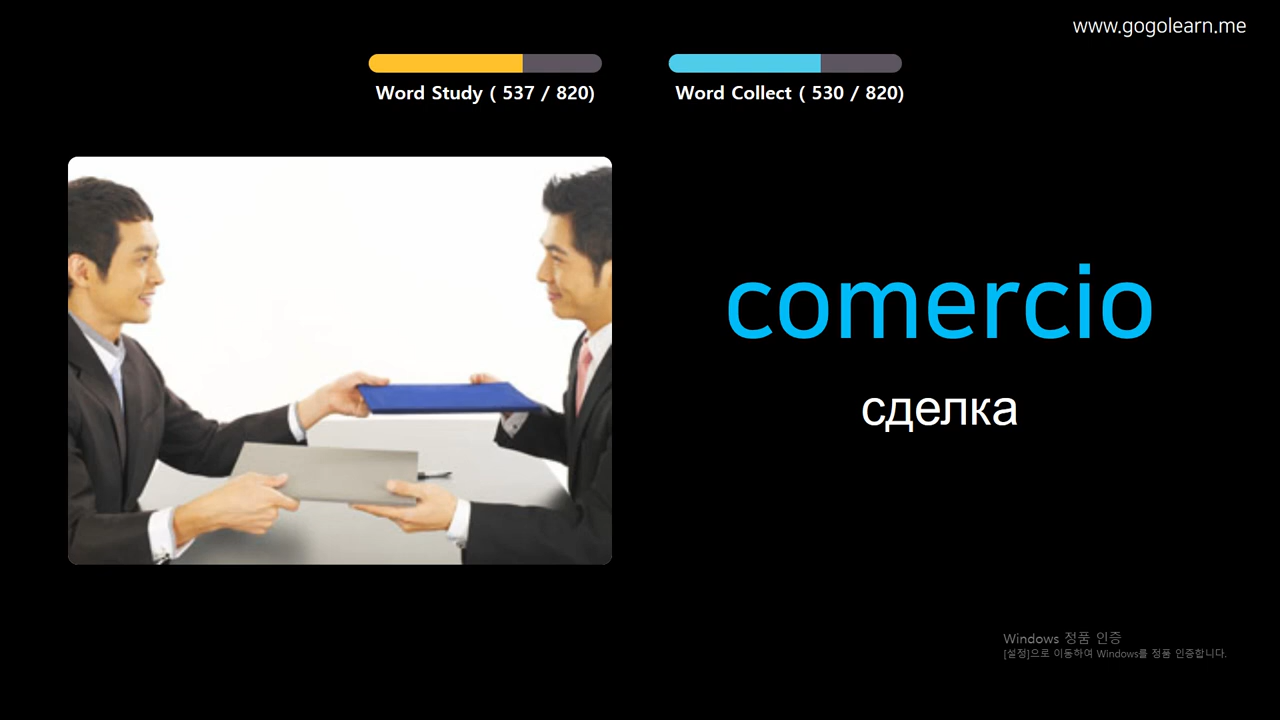 www.gogolearn.me
Word Study ( 537 / 820)
Word Collect ( 530 / 820)
comercio
сделка
Windows 정품 인증
[설정]으로 이동하여 Windows를 정품 인증합니다.